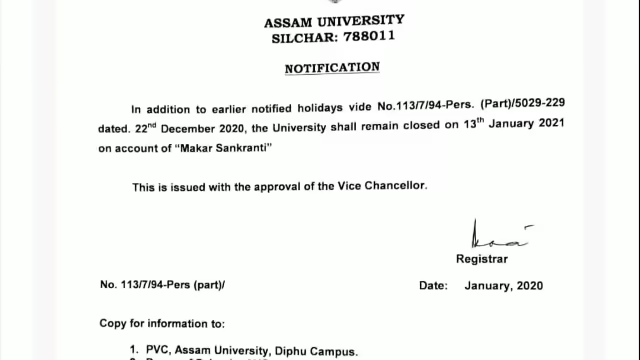 ASSAM UNIVERSITY
SILCHAR: 788011
NOTIFICATION
In addition to earlier notified holidays vide No.113/7/94-Pers. (Part)/5029-229
dated. 22nd December 2020, the University shall remain closed on 13th January 2021
on account of “Makar Sankranti”
This is issued with the approval of the Vice Chancellor.
Registrar
No. 113/7/94-Pers (part)/ Date: January, 2020
Copy for information to:
1. PVC, Assam University, Diphu Campus.